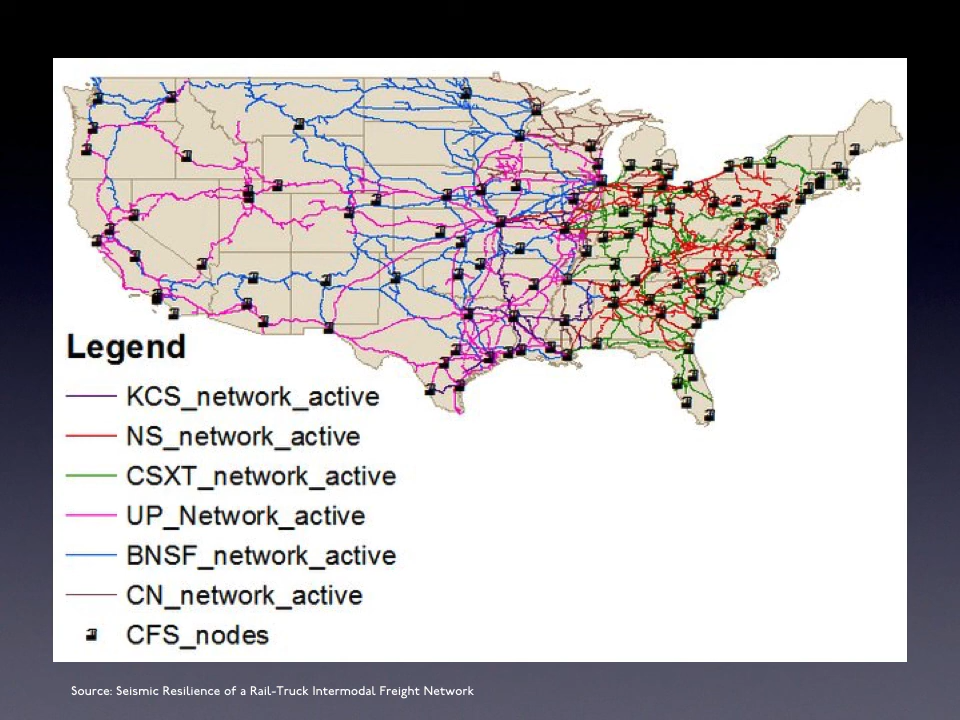 Legend
KCS_network_active
NS_network_active
CSXT_network_active
UP_Network_active
BNSF_network_active
CN_network_active
CFS_nodes
Source: Seismic Resilience of a Rail-Truck Intermodal Freight Network